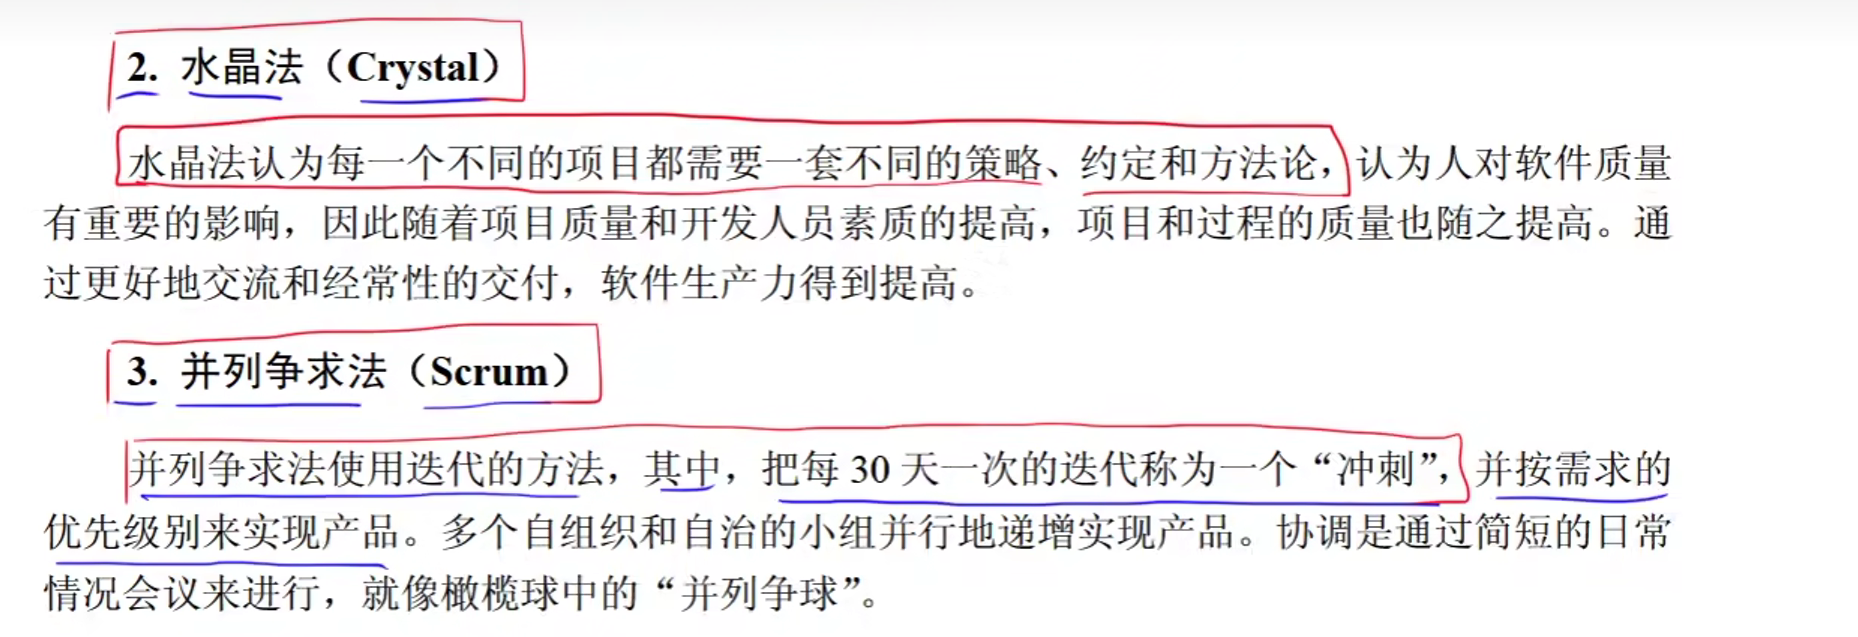 2. 水晶法（Crystal）
水晶法认为每一个不同的项目都需要一套不同的策略、约定和方法论，认为人对软件质量
有重要的影响，因此随着项目质量和开发人员素质的提高，项目和过程的质量也随之提高。通
过更好地交流和经常性的交付，软件生产力得到提高。
3. 并列争求法（Scrum）
并列争求法使用迭代的方法，其中，把每 30 天一次的迭代称为一个“冲刺”，并按需求的
优先级别来实现产品。多个自组织和自治的小组并行地递增实现产品。协调是通过简短的日常
情况会议来进行，就像橄榄球中的“并列争球”。